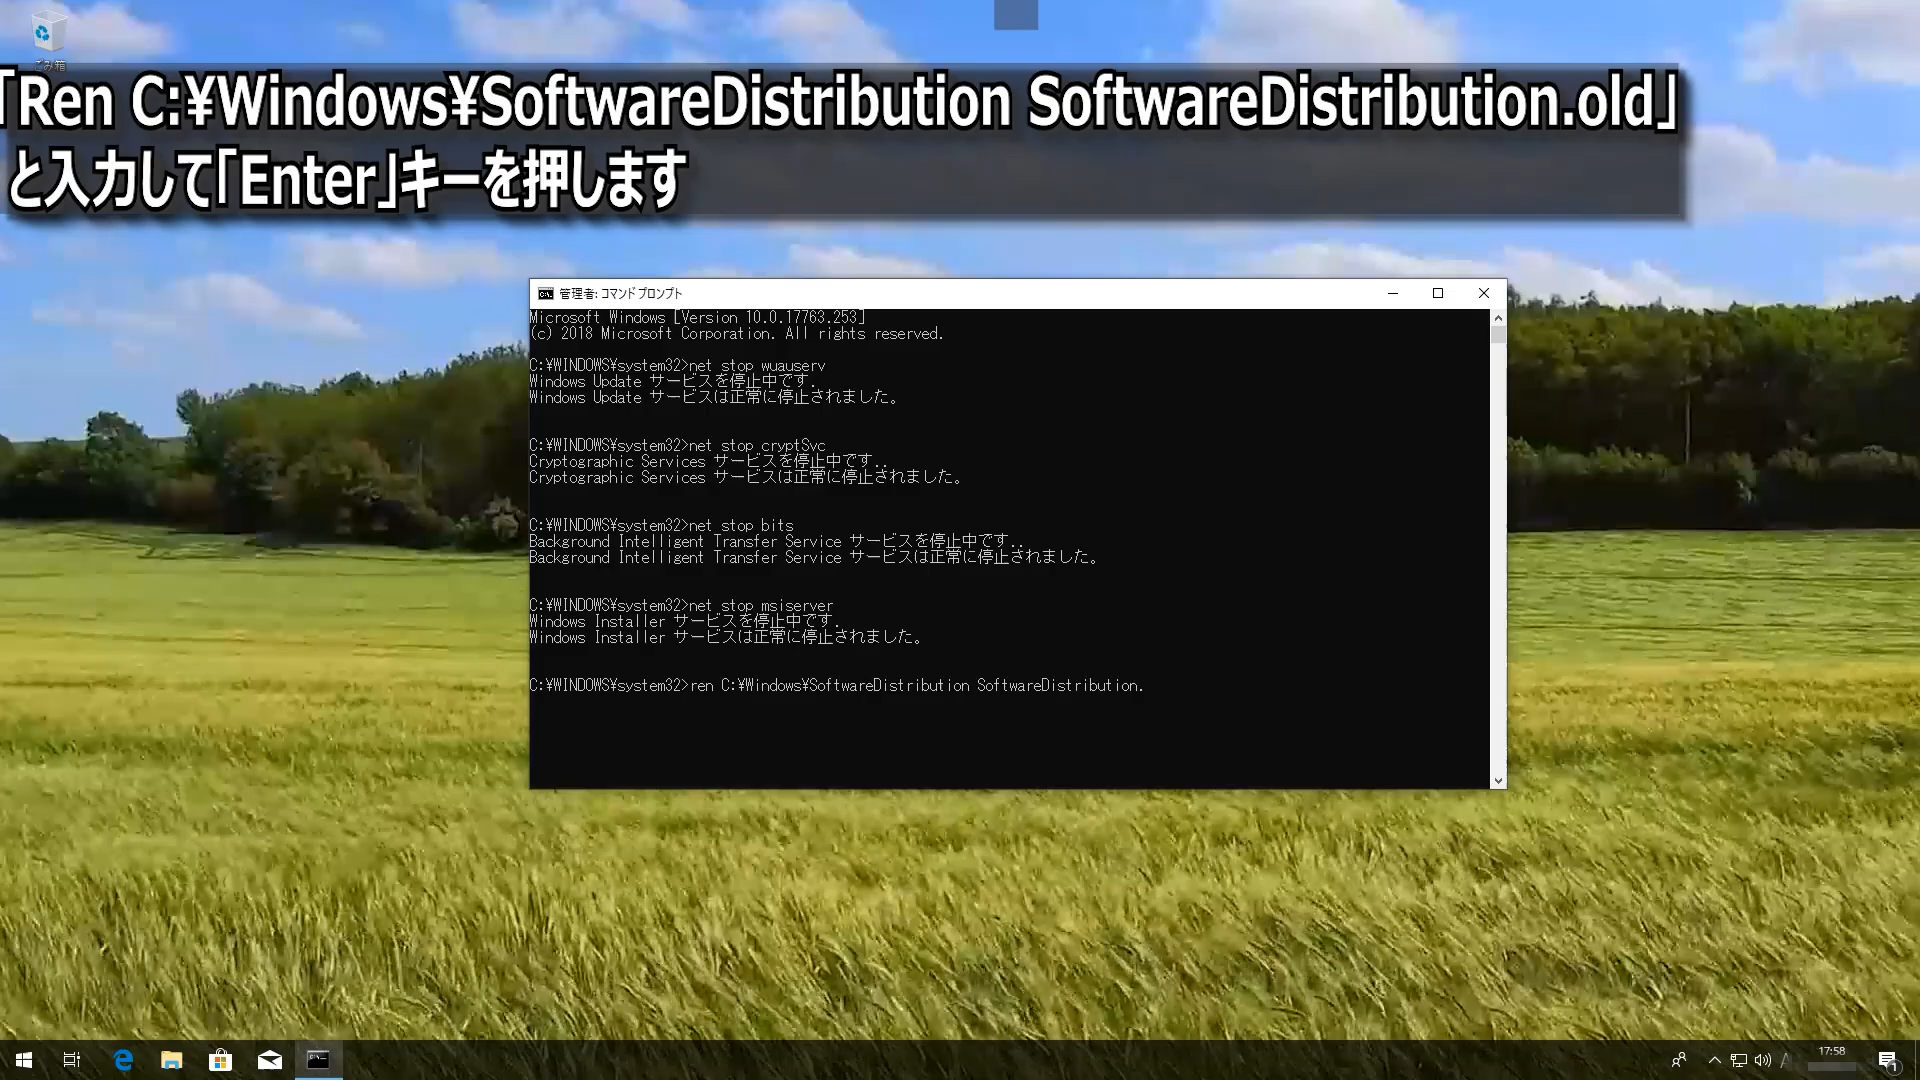 ごみ箱
「Ren C:¥Windows¥SoftwareDistribution SoftwareDistribution.old」
と入力して「Enter」キーを押します
管理者: コマンド プロンプト
Microsoft Windows [Version 10.0.17763.253]
(c) 2018 Microsoft Corporation. All rights reserved.
C:¥WINDOWS¥system32>net stop wuauserv
Windows Update サービスを停止中です.
Windows Update サービスは正常に停止されました。
C:¥WINDOWS¥system32>net stop cryptSvc
Cryptographic Services サービスを停止中です..
Cryptographic Services サービスは正常に停止されました。
C:¥WINDOWS¥system32>net stop bits
Background Intelligent Transfer Service サービスを停止中です..
Background Intelligent Transfer Service サービスは正常に停止されました。
C:¥WINDOWS¥system32>net stop msiserver
Windows Installer サービスを停止中です.
Windows Installer サービスは正常に停止されました。
C:¥WINDOWS¥system32>ren C:¥Windows¥SoftwareDistribution SoftwareDistribution.
A
17:58
1